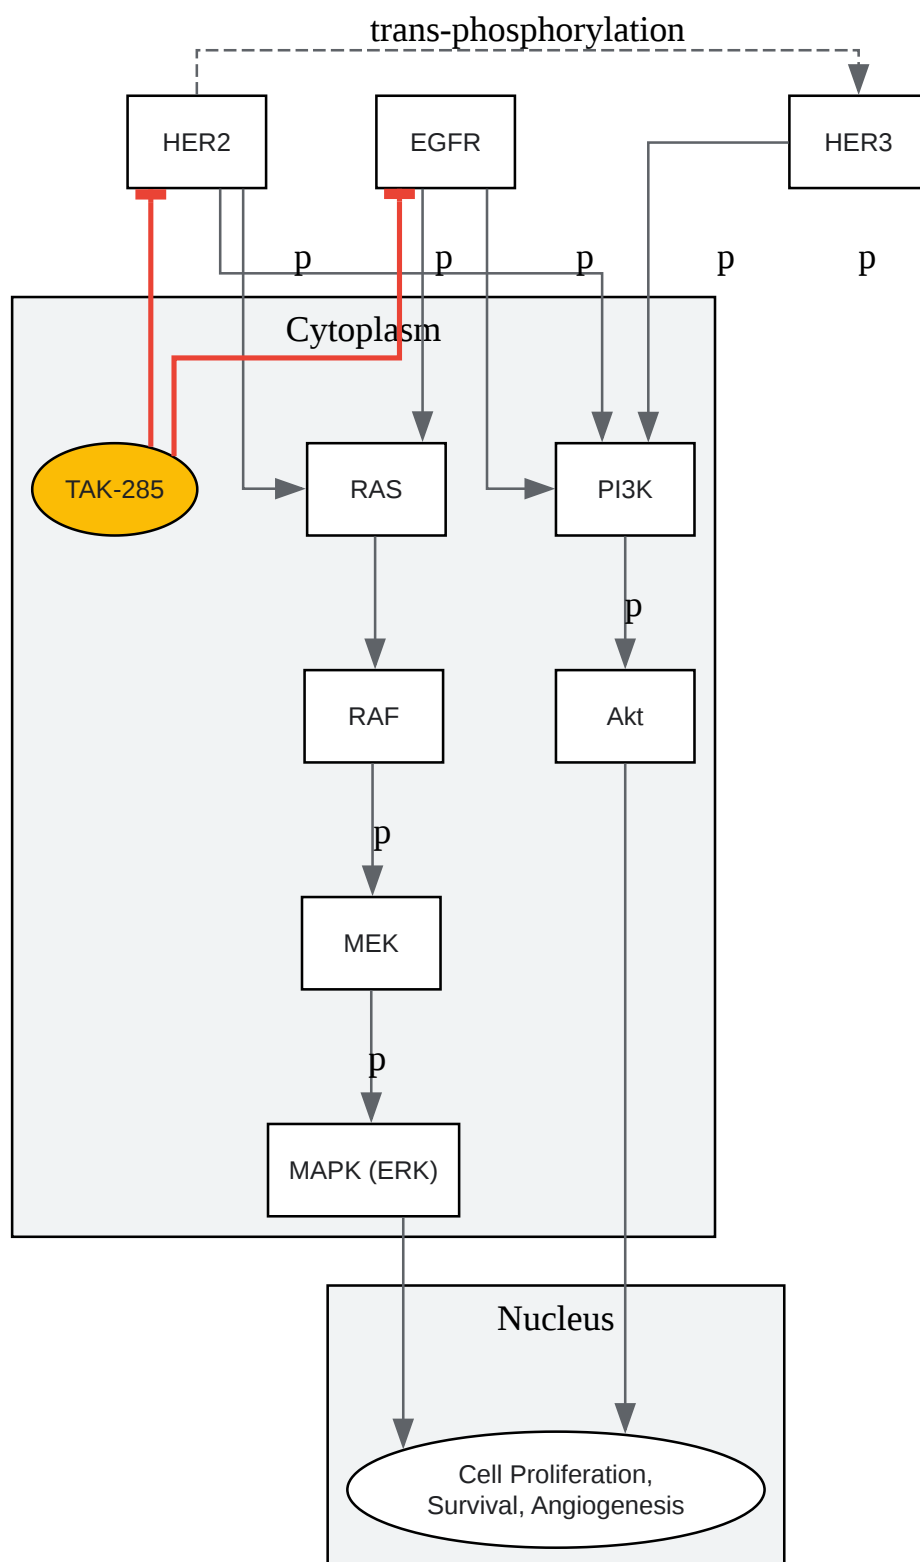 trans-phosphorylation
HER2
EGFR
HER3
p
p
p
p
p
Cytoplasm
TAK-285
RAS
PI3K
p
RAF
Akt
p
MEK
p
MAPK (ERK)
Nucleus
Cell Proliferation,
Survival, Angiogenesis